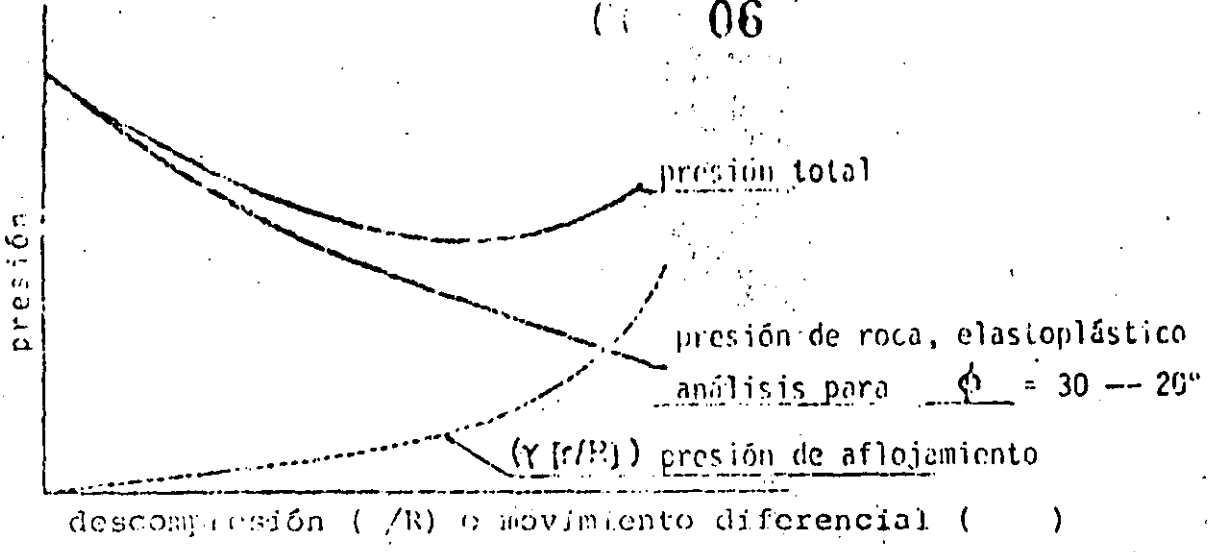 06
presión total
presión
presión de roca, elastoplástico
análisis para ϕ = 30 -- 20°
(γ [r/R]) presión de aflojamiento
descompresión ( /R) o movimiento diferencial ( )